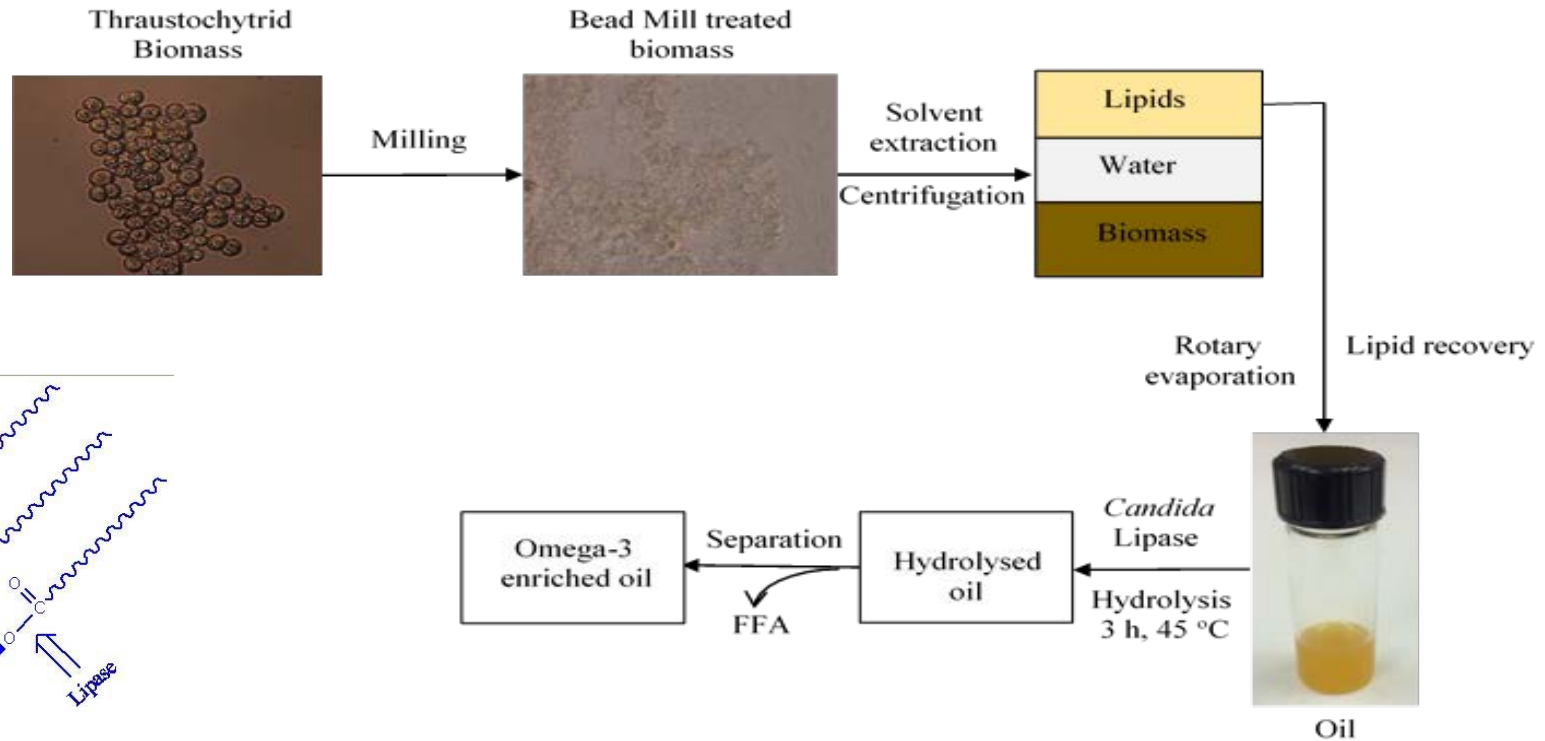 Thraustochytrid
Biomass
Milling
Bead Mill treated
biomass
Solvent
extraction
Centrifugation
Lipids
Water
Biomass
Rotary
evaporation
Lipid recovery
Oil
Candida
Lipase
Hydrolysis
3 h, 45 ºC
Hydrolysed
oil
Separation
FFA
Omega-3
enriched oil
O
C
O
Lipase